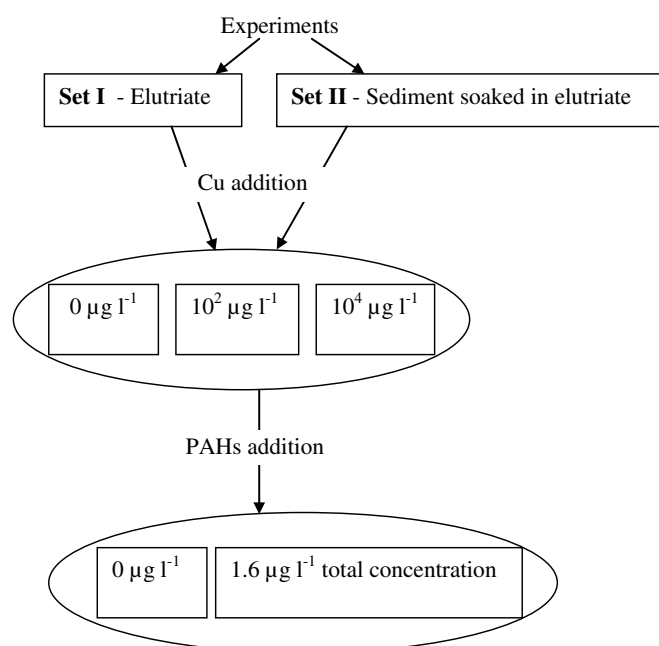 Experiments
Set I - Elutriate
Set II - Sediment soaked in elutriate
Cu addition
0 µg l⁻¹
10² µg l⁻¹
10⁴ µg l⁻¹
PAHs addition
0 µg l⁻¹
1.6 µg l⁻¹ total concentration